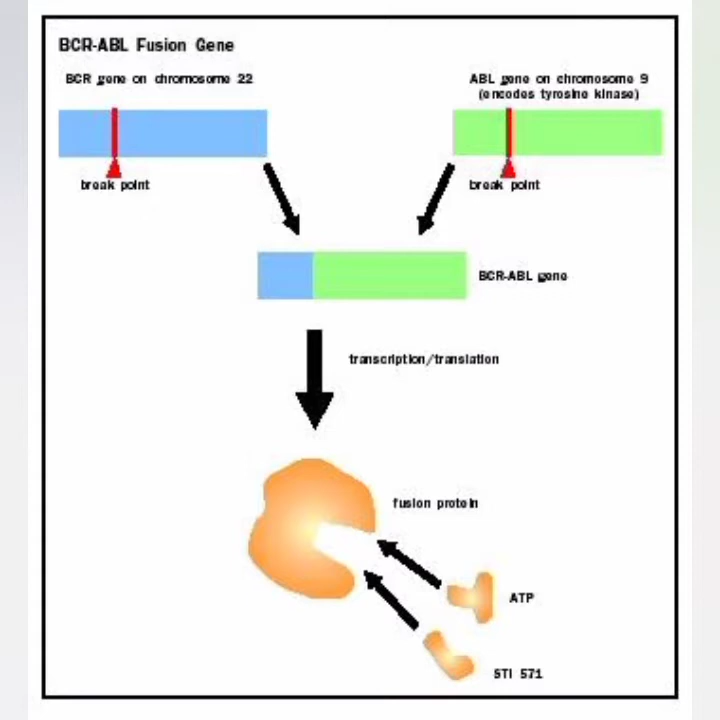 BCR-ABL Fusion Gene
BCR gene on chromosome 22
ABL gene on chromosome 9
(encodes tyrosine kinase)
break point
break point
BCR-ABL gene
transcription/translation
fusion protein
ATP
STI 571